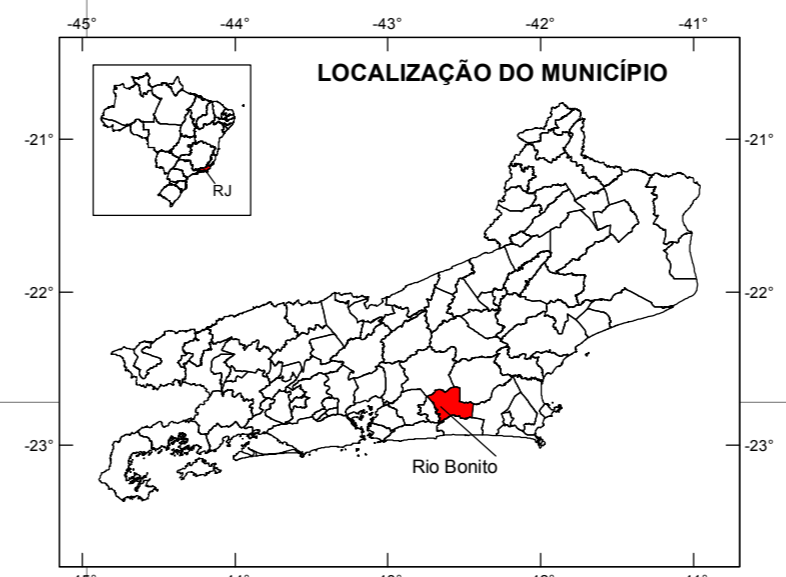 -45° -44° -43° -42° -41°
LOCALIZAÇÃO DO MUNICÍPIO
-21° -21°
RJ
-22° -22°
-23° -23°
Rio Bonito